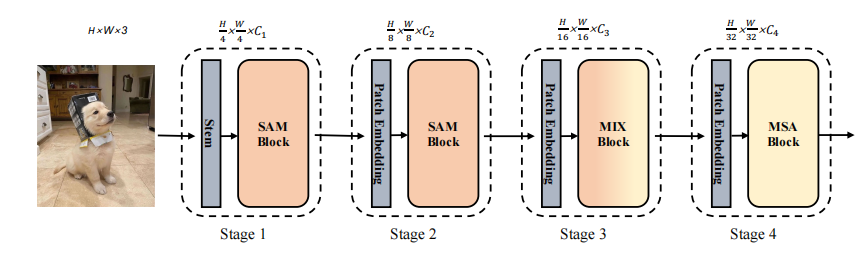 H×W×3
H/4×W/4×C₁
H/8×W/8×C₂
H/16×W/16×C₃
H/32×W/32×C₄
Stem
SAM
Block
Patch Embedding
SAM
Block
Patch Embedding
MIX
Block
Patch Embedding
MSA
Block
Stage 1
Stage 2
Stage 3
Stage 4